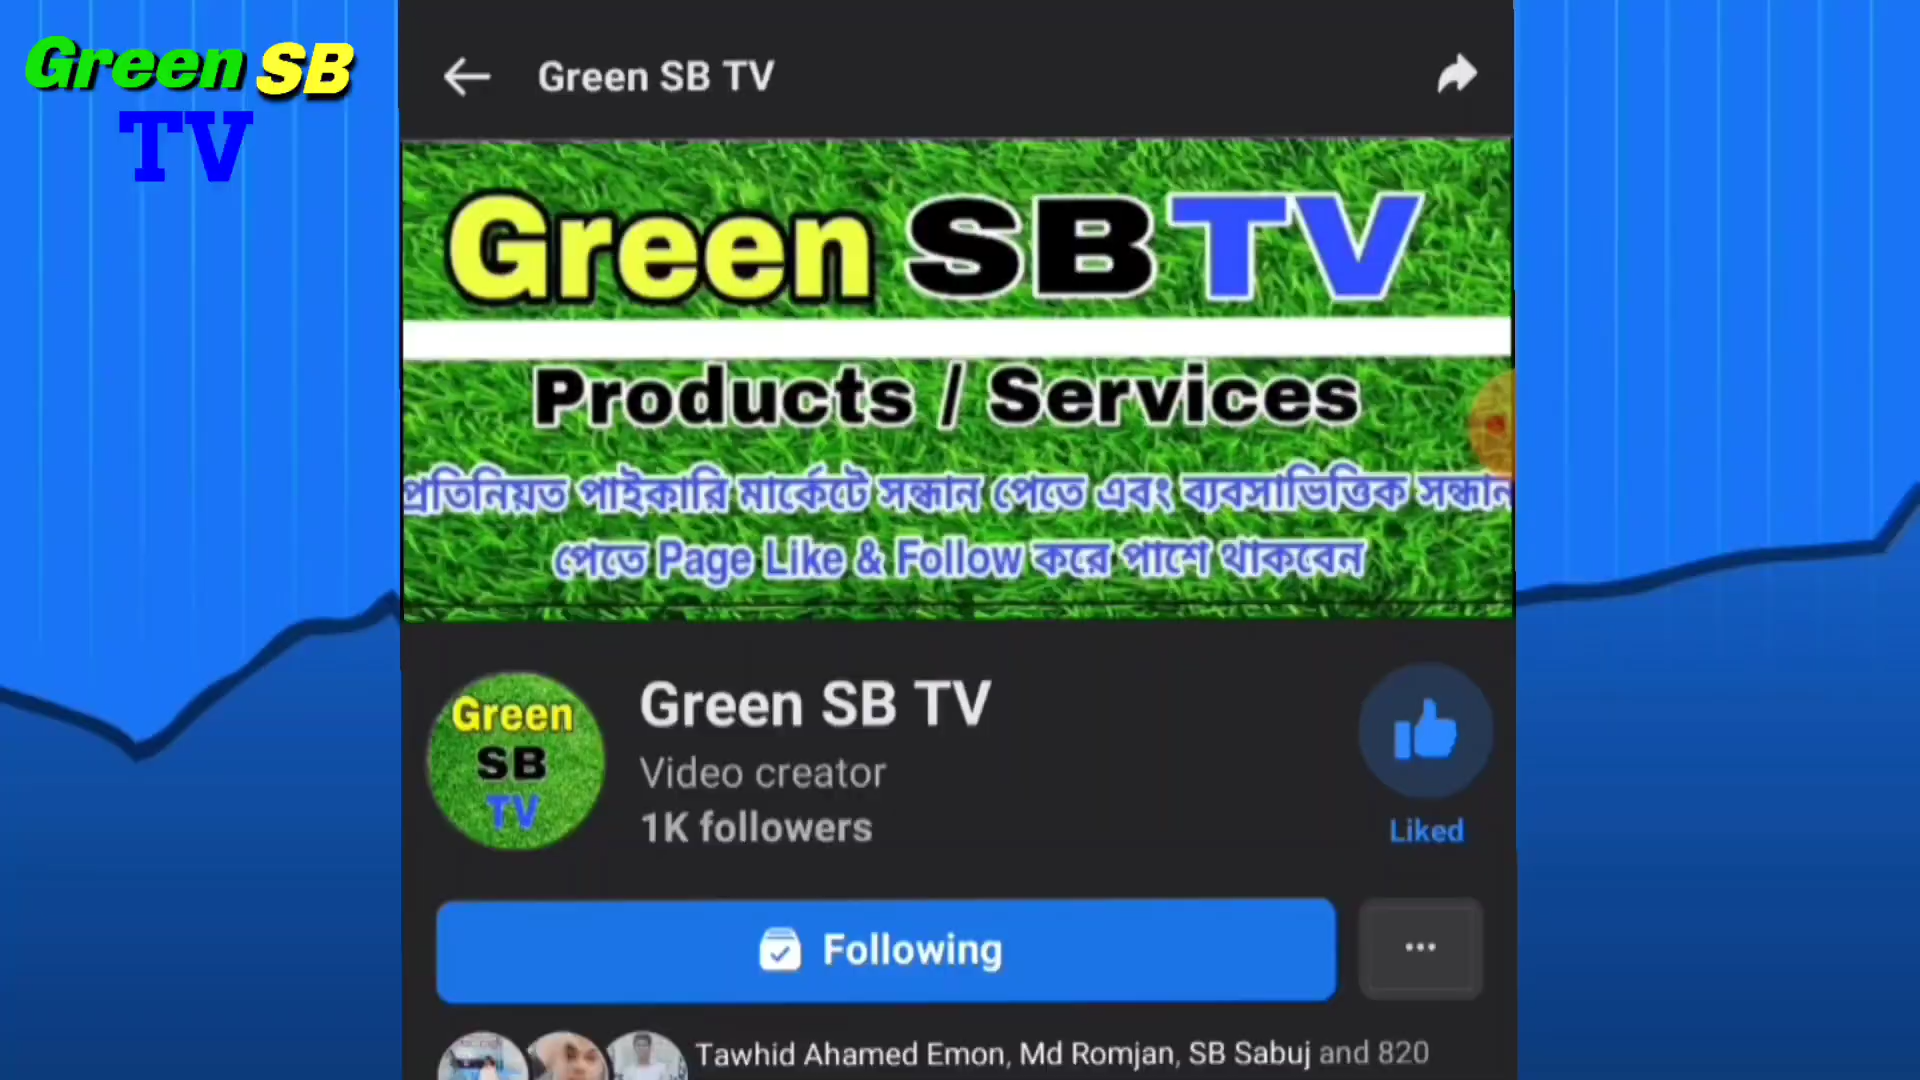 Green SB
TV
Green SB TV
Green SB TV
Products / Services
প্রতিনিয়ত পাইকারি মার্কেটে সন্ধান পেতে এবং ব্যবসাভিত্তিক সন্ধান
পেতে Page Like & Follow করে পাশে থাকবেন
Green
SB
TV
Green SB TV
Video creator
1K followers
Liked
Following
Tawhid Ahamed Emon, Md Romjan, SB Sabuj and 820